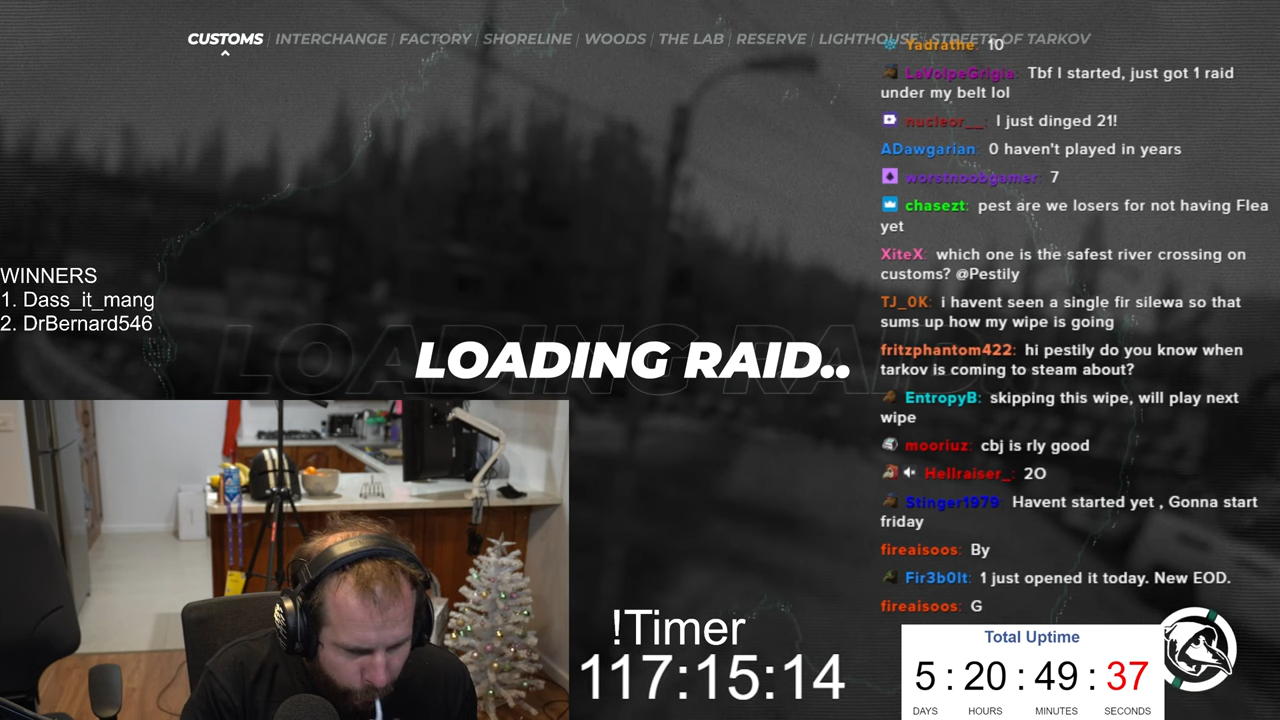 CUSTOMS INTERCHANGE FACTORY SHORELINE WOODS THE LAB RESERVE LIGHTHOUSE STREETS OF TARKOV
Yadrathe: 10
LaVolpeGrigia: Tbf I started, just got 1 raid
under my belt lol
nucleor__: I just dinged 21!
ADawgarian: 0 haven't played in years
worstnoobgamer: 7
chasezt: pest are we losers for not having Flea
yet
XiteX: which one is the safest river crossing on
customs? @Pestily
TJ_0K: i havent seen a single fir silewa so that
sums up how my wipe is going
fritzphantom422: hi pestily do you know when
tarkov is coming to steam about?
EntropyB: skipping this wipe, will play next
wipe
mooriuz: cbj is rly good
Hellraiser_: 2O
Stinger1979: Havent started yet , Gonna start
friday
fireaisoos: By
Fir3b0lt: 1 just opened it today. New EOD.
fireaisoos: G
WINNERS
1. Dass_it_mang
2. DrBernard546
LOADING RAID..
!Timer
117:15:14
Total Uptime
5 : 20 : 49 : 37
DAYS HOURS MINUTES SECONDS